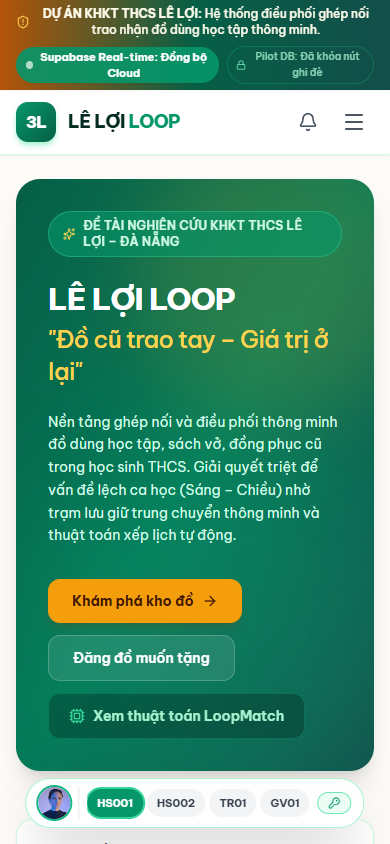 DỰ ÁN KHKT THCS LÊ LỢI: Hệ thống điều phối ghép nối
trao nhận đồ dùng học tập thông minh.
Supabase Real-time: Đồng bộ
Cloud
Pilot DB: Đã khóa nút
ghi đè
3L LÊ LỢI LOOP
ĐỀ TÀI NGHIÊN CỨU KHKT THCS LÊ
LỢI – ĐÀ NẴNG
LÊ LỢI LOOP
"Đồ cũ trao tay – Giá trị ở
lại"
Nền tảng ghép nối và điều phối thông minh
đồ dùng học tập, sách vở, đồng phục cũ
trong học sinh THCS. Giải quyết triệt để
vấn đề lệch ca học (Sáng – Chiều) nhờ
trạm lưu giữ trung chuyển thông minh và
thuật toán xếp lịch tự động.
Khám phá kho đồ
Đăng đồ muốn tặng
Xem thuật toán LoopMatch
HS001 HS002 TR01 GV01